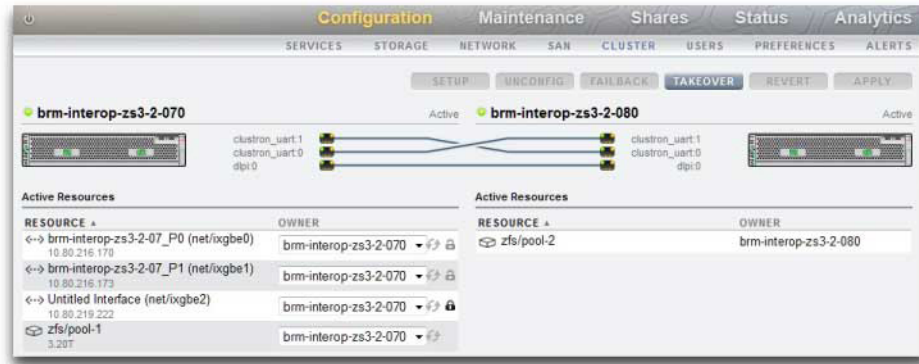 Configuration Maintenance Shares Status Analytics
SERVICES STORAGE NETWORK SAN CLUSTER USERS PREFERENCES ALERTS
SETUP UNCONFIG FAILBACK TAKEOVER REVERT APPLY
brm-interop-zs3-2-070 Active
clustron_uart:1
clustron_uart:0
dlpi:0
brm-interop-zs3-2-080 Active
clustron_uart:1
clustron_uart:0
dlpi:0
Active Resources
RESOURCE OWNER
brm-interop-zs3-2-07_P0 (net/ixgbe0) brm-interop-zs3-2-070
10.80.216.170
brm-interop-zs3-2-07_P1 (net/ixgbe1) brm-interop-zs3-2-070
10.80.216.173
Untitled Interface (net/ixgbe2) brm-interop-zs3-2-070
10.80.219.222
zfs/pool-1 brm-interop-zs3-2-070
3.20T
Active Resources
RESOURCE OWNER
zfs/pool-2 brm-interop-zs3-2-080